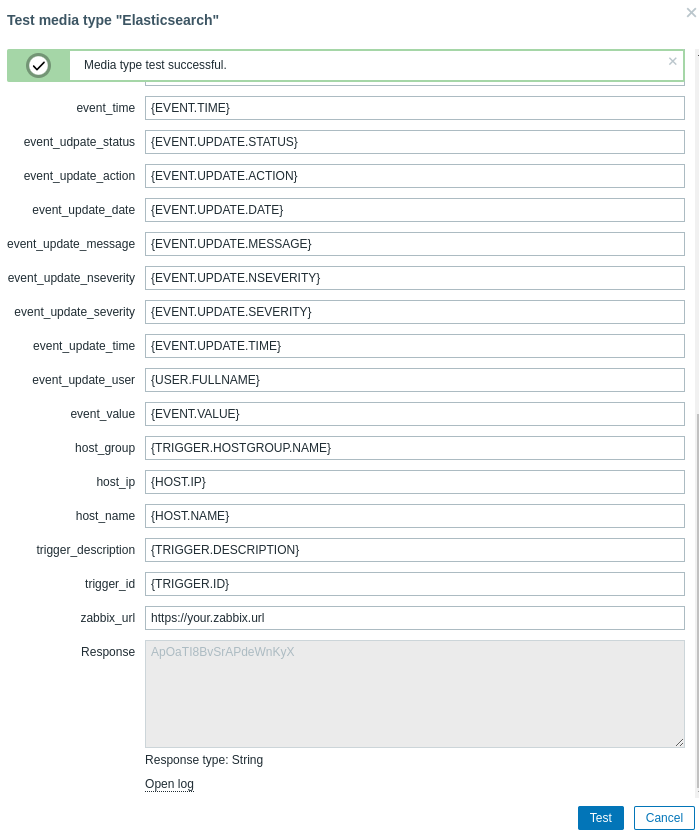 Test media type "Elasticsearch"
Media type test successful.
event_time {EVENT.TIME}
event_udpate_status {EVENT.UPDATE.STATUS}
event_update_action {EVENT.UPDATE.ACTION}
event_update_date {EVENT.UPDATE.DATE}
event_update_message {EVENT.UPDATE.MESSAGE}
event_update_nseverity {EVENT.UPDATE.NSEVERITY}
event_update_severity {EVENT.UPDATE.SEVERITY}
event_update_time {EVENT.UPDATE.TIME}
event_update_user {USER.FULLNAME}
event_value {EVENT.VALUE}
host_group {TRIGGER.HOSTGROUP.NAME}
host_ip {HOST.IP}
host_name {HOST.NAME}
trigger_description {TRIGGER.DESCRIPTION}
trigger_id {TRIGGER.ID}
zabbix_url https://your.zabbix.url
Response ApOaTI8BvSrAPdeWnKyX
Response type: String
Open log
Test Cancel